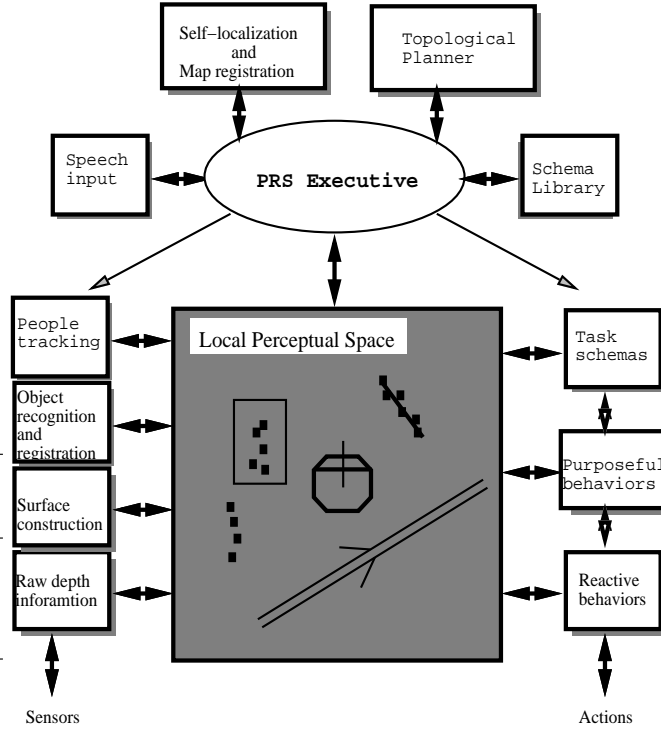 Self-localization
and
Map registration
Topological
Planner
Speech
input
PRS Executive
Schema
Library
People
tracking
Local Perceptual Space
Task
schemas
Object
recognition
and
registration
Purposeful
behaviors
Surface
construction
Raw depth
inforamtion
Reactive
behaviors
Sensors
Actions